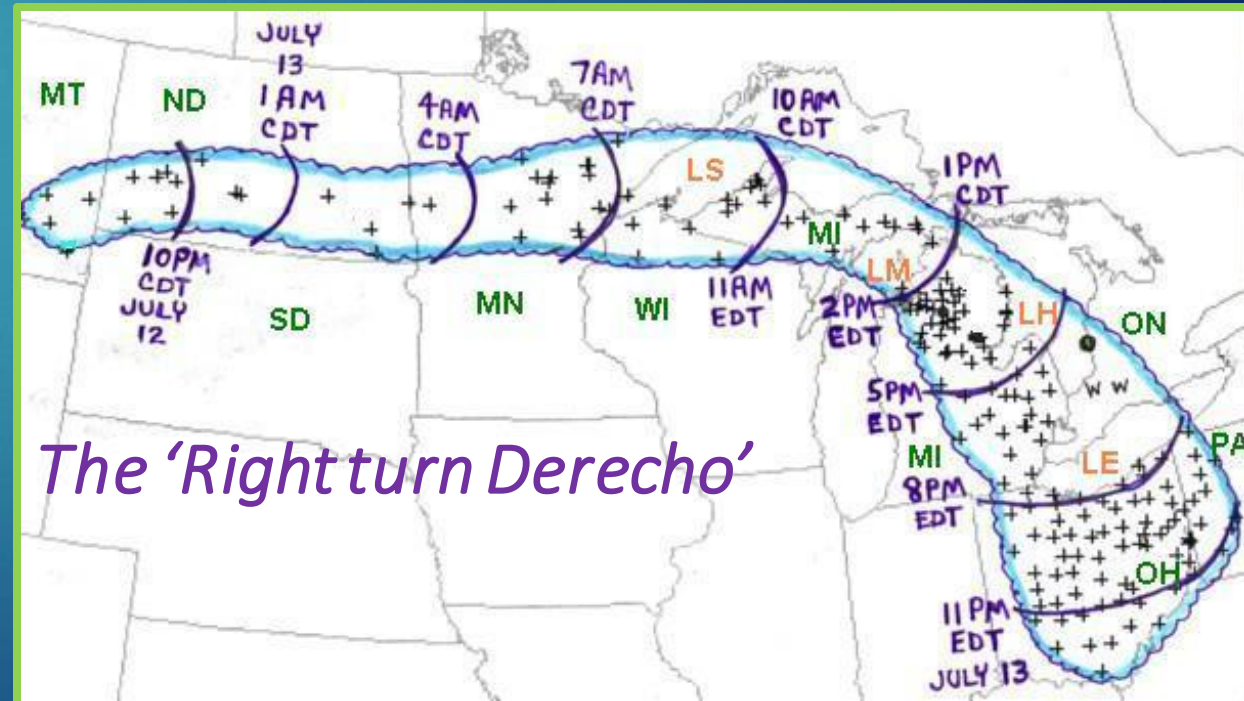 JULY
13
1 AM
CDT
MT
ND
4AM
CDT
7AM
CDT
10AM
CDT
LS
1PM
CDT
MI
10PM
CDT
JULY
12
SD
MN
WI
11AM
EDT
LM
2PM
EDT
LH
ON
5PM
EDT
W W
The 'Right turn Derecho'
MI
LE
PA
8PM
EDT
OH
11PM
EDT
JULY 13